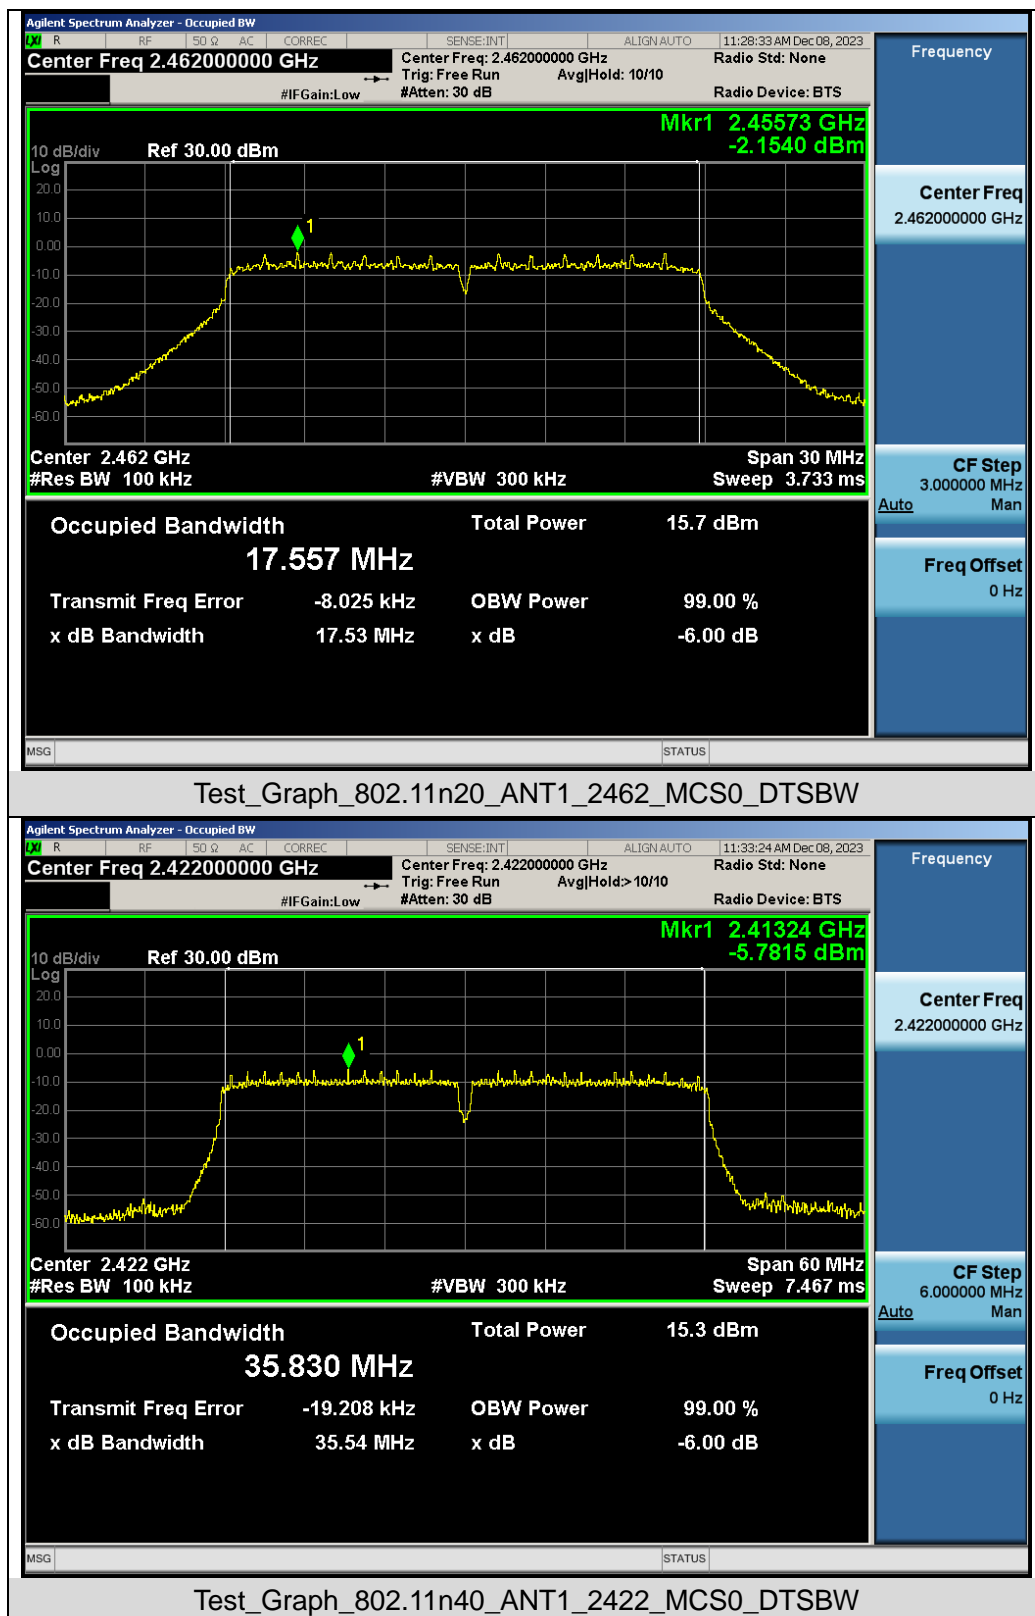 Agilent Spectrum Analyzer - Occupied BW
LXI R RF 50 Ω AC CORREC SENSE:INT ALIGN AUTO 11:28:33 AM Dec 08, 2023
Center Freq 2.462000000 GHz
Center Freq: 2.462000000 GHz
Radio Std: None
Trig: Free Run Avg|Hold: 10/10
#IFGain:Low #Atten: 30 dB Radio Device: BTS
Frequency
Mkr1 2.45573 GHz
-2.1540 dBm
10 dB/div Ref 30.00 dBm
Log
20.0
10.0
0.00
-10.0
-20.0
-30.0
-40.0
-50.0
-60.0
1
Center 2.462 GHz Span 30 MHz
#Res BW 100 kHz #VBW 300 kHz Sweep 3.733 ms
Center Freq
2.462000000 GHz
CF Step
3.000000 MHz
Auto Man
Freq Offset
0 Hz
Occupied Bandwidth Total Power 15.7 dBm
17.557 MHz
Transmit Freq Error -8.025 kHz OBW Power 99.00 %
x dB Bandwidth 17.53 MHz x dB -6.00 dB
MSG STATUS
Test_Graph_802.11n20_ANT1_2462_MCS0_DTSBW
Agilent Spectrum Analyzer - Occupied BW
LXI R RF 50 Ω AC CORREC SENSE:INT ALIGN AUTO 11:33:24 AM Dec 08, 2023
Center Freq 2.422000000 GHz
Center Freq: 2.422000000 GHz
Radio Std: None
Trig: Free Run Avg|Hold:>10/10
#IFGain:Low #Atten: 30 dB Radio Device: BTS
Frequency
Mkr1 2.41324 GHz
-5.7815 dBm
10 dB/div Ref 30.00 dBm
Log
20.0
10.0
0.00
-10.0
-20.0
-30.0
-40.0
-50.0
-60.0
1
Center 2.422 GHz Span 60 MHz
#Res BW 100 kHz #VBW 300 kHz Sweep 7.467 ms
Center Freq
2.422000000 GHz
CF Step
6.000000 MHz
Auto Man
Freq Offset
0 Hz
Occupied Bandwidth Total Power 15.3 dBm
35.830 MHz
Transmit Freq Error -19.208 kHz OBW Power 99.00 %
x dB Bandwidth 35.54 MHz x dB -6.00 dB
MSG STATUS
Test_Graph_802.11n40_ANT1_2422_MCS0_DTSBW